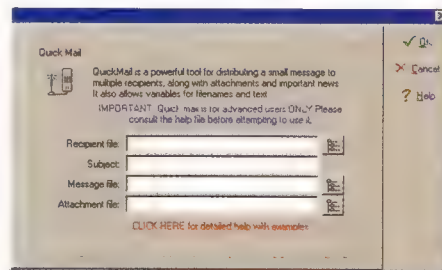 Quick Mail
QuickMail is a powerful tool for distributing a small message to
multiple recipients, along with attachments and important news
It also allows variables for filenames and text
IMPORTANT Quick mail is for advanced users ONLY Please
consult the help file before attempting to use it.
Recipient file:
Subject:
Message file:
Attachment file:
CLICK HERE for detailed help with examples
Ok
Cancel
Help